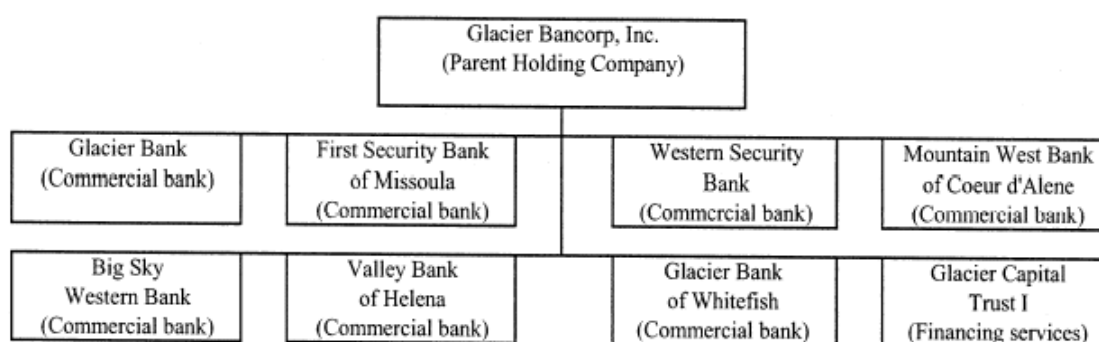 Glacier Bancorp, Inc.
(Parent Holding Company)
Glacier Bank
(Commercial bank)
First Security Bank
of Missoula
(Commercial bank)
Western Security
Bank
(Commercial bank)
Mountain West Bank
of Coeur d'Alene
(Commercial bank)
Big Sky
Western Bank
(Commercial bank)
Valley Bank
of Helena
(Commercial bank)
Glacier Bank
of Whitefish
(Commercial bank)
Glacier Capital
Trust I
(Financing services)